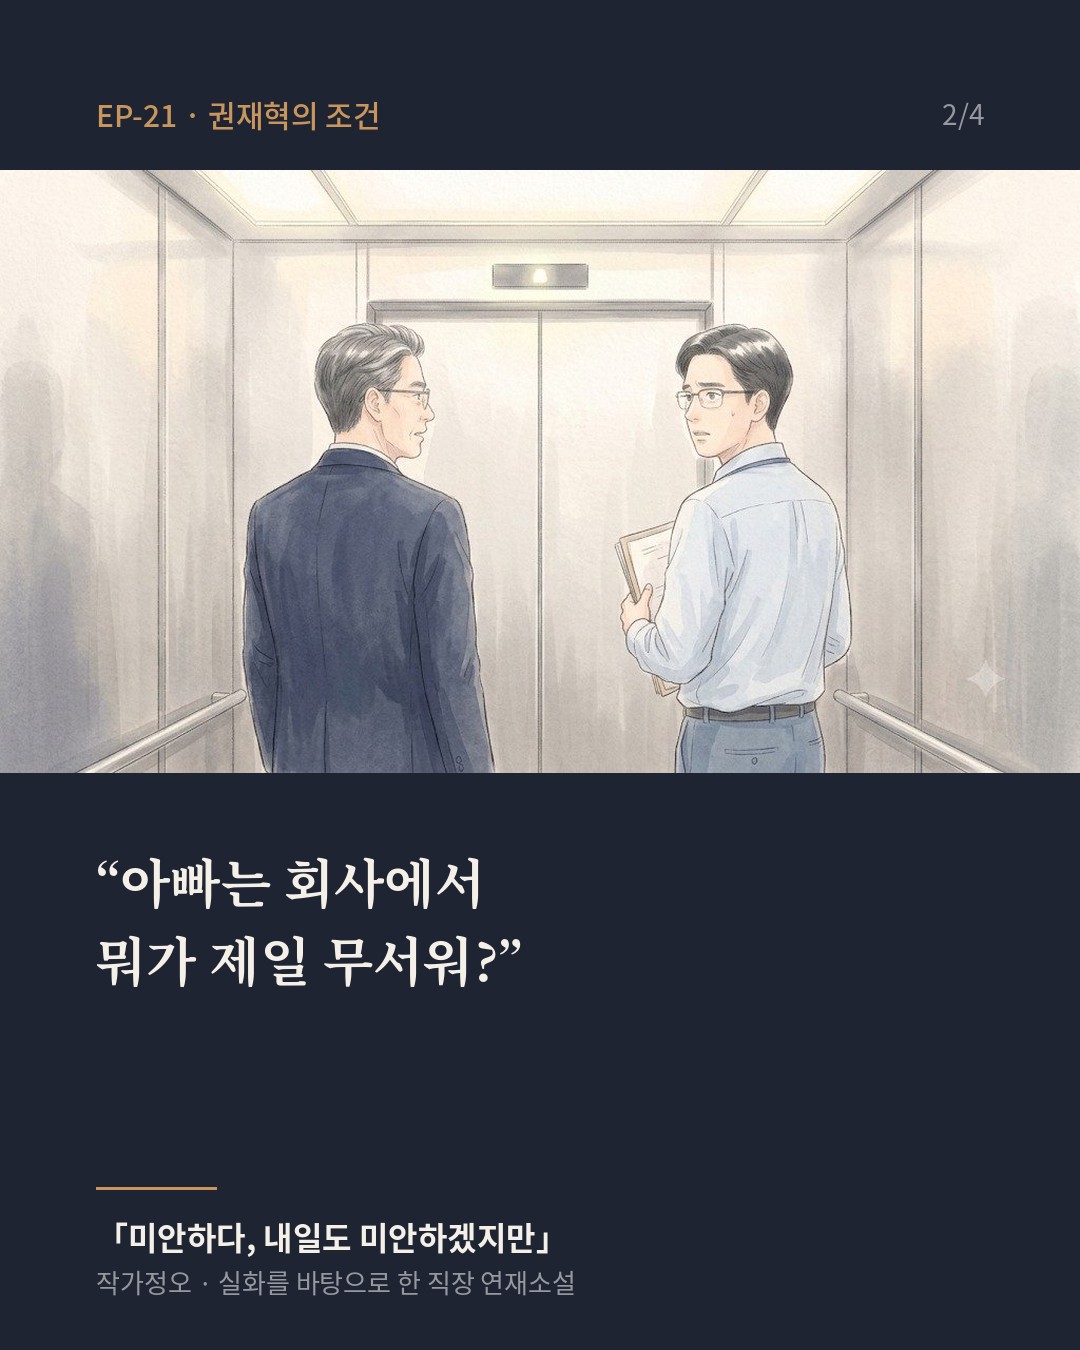 EP-21 · 권재혁의 조건
2/4
“아빠는 회사에서
뭐가 제일 무서워?”
「미안하다, 내일도 미안하겠지만」
작가정오 · 실화를 바탕으로 한 직장 연재소설